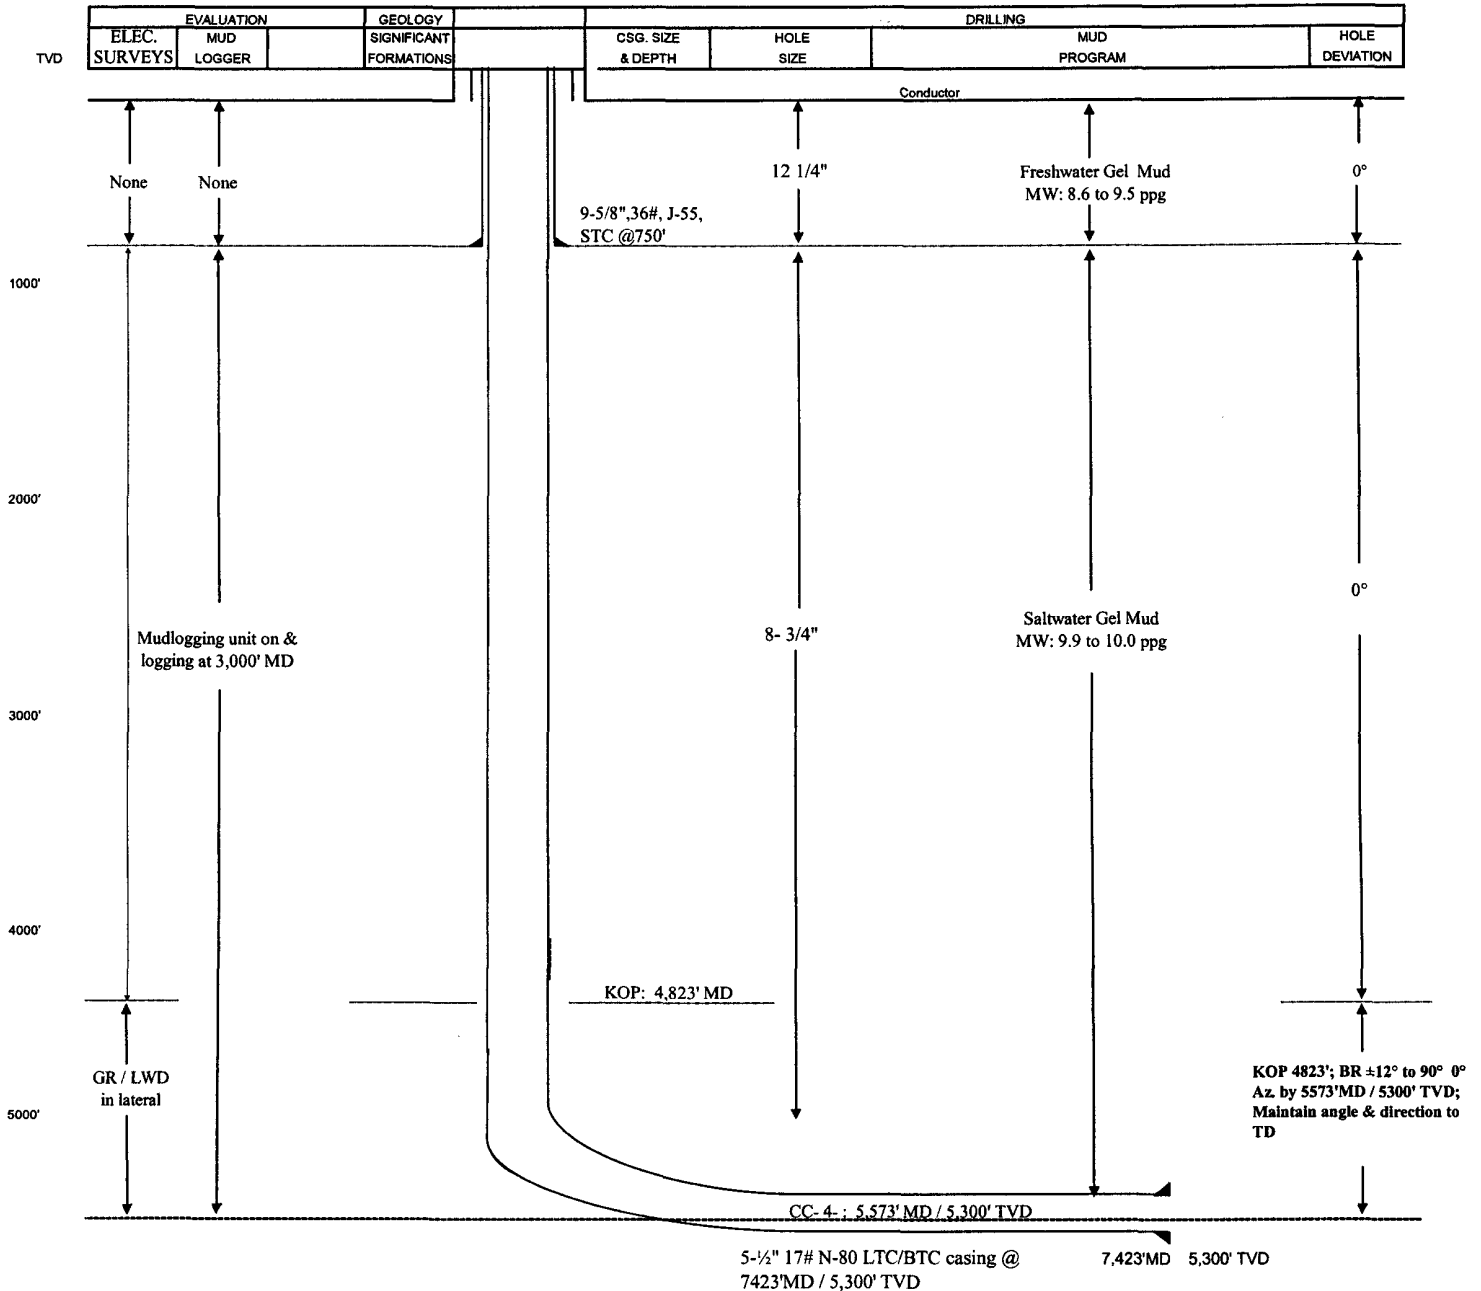 EVALUATION GEOLOGY DRILLING
TVD ELEC. SURVEYS MUD LOGGER SIGNIFICANT FORMATIONS CSG. SIZE & DEPTH HOLE SIZE MUD PROGRAM HOLE DEVIATION
Conductor
None
None
12 1/4"
Freshwater Gel Mud
MW: 8.6 to 9.5 ppg
0°
9-5/8",36#, J-55,
STC @750'
1000'
2000'
0°
Mudlogging unit on &
logging at 3,000' MD
8- 3/4"
Saltwater Gel Mud
MW: 9.9 to 10.0 ppg
3000'
4000'
KOP: 4,823' MD
GR / LWD
in lateral
KOP 4823'; BR ±12° to 90° 0°
Az. by 5573'MD / 5300' TVD;
Maintain angle & direction to
TD
5000'
CC- 4- : 5,573' MD / 5,300' TVD
5-½" 17# N-80 LTC/BTC casing @
7423'MD / 5,300' TVD
7,423'MD 5,300' TVD